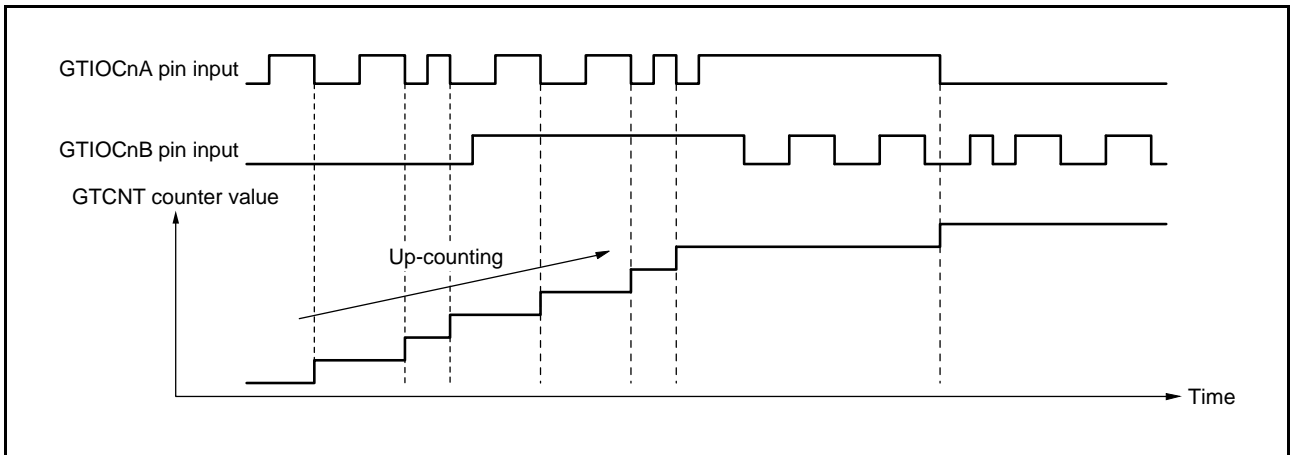 GTIOCnA pin input
GTIOCnB pin input
GTCNT counter value
Up-counting
Time